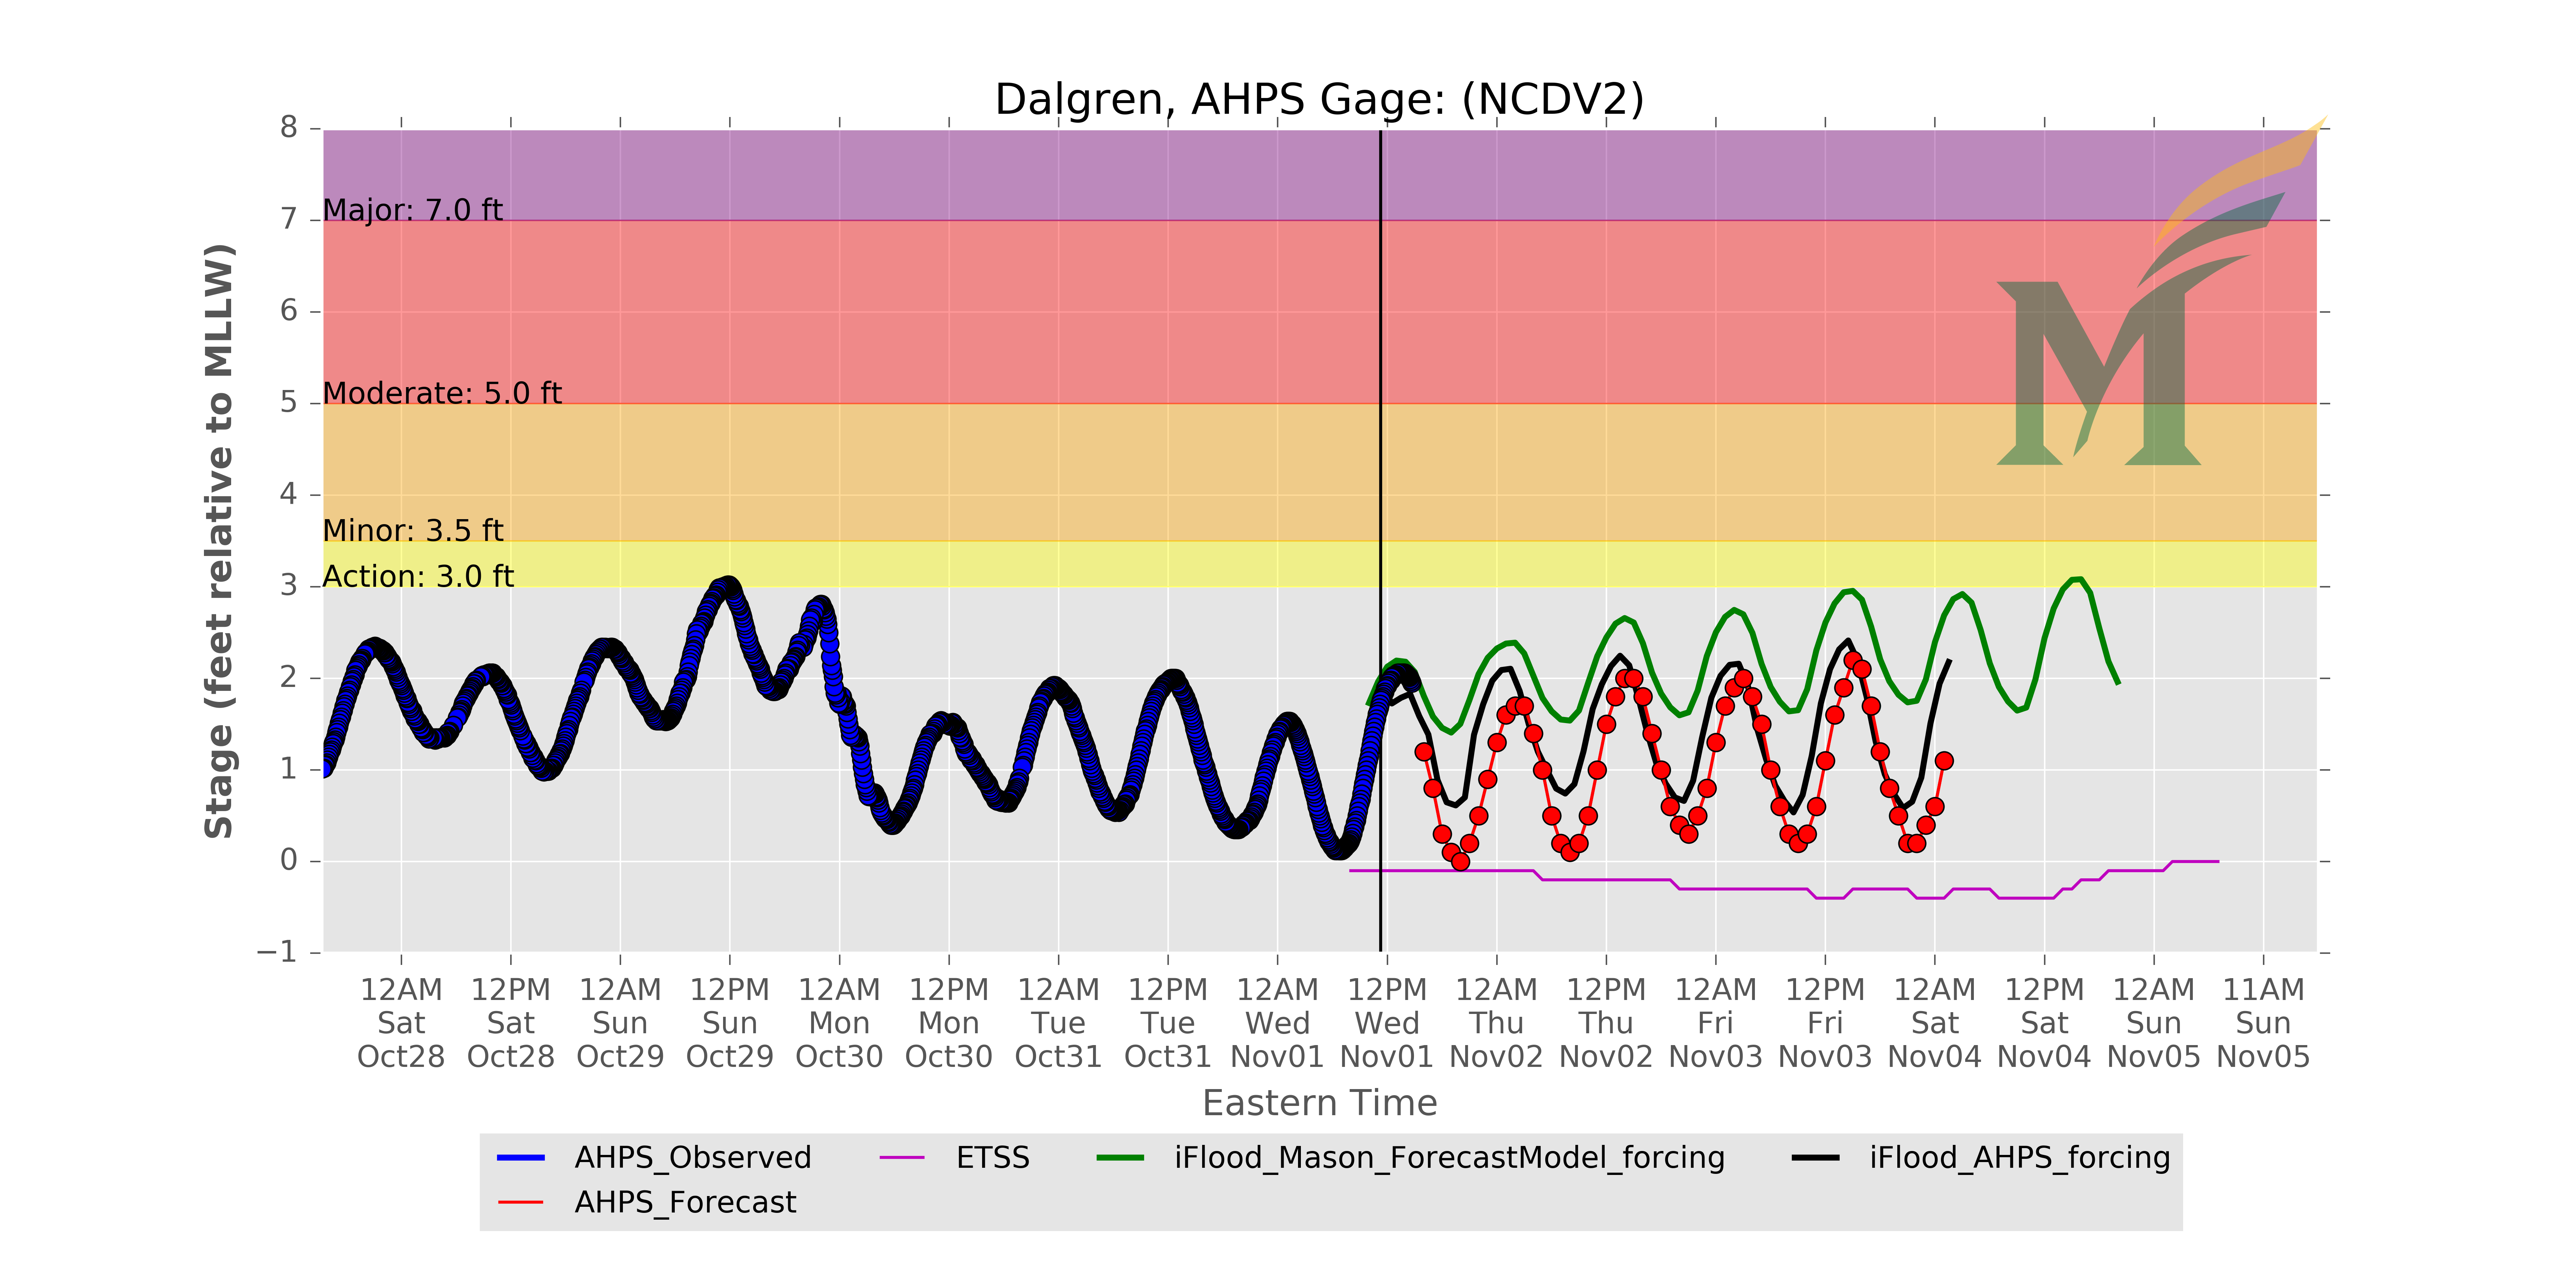 Dalgren, AHPS Gage: (NCDV2)
8
7
6
5
4
3
2
1
0
−1
Stage (feet relative to MLLW)
Major: 7.0 ft
Moderate: 5.0 ft
Minor: 3.5 ft
Action: 3.0 ft
M
12AM 12PM 12AM 12PM 12AM 12PM 12AM 12PM 12AM 12PM 12AM 12PM 12AM 12PM 12AM 12PM 12AM 11AM
Sat Sat Sun Sun Mon Mon Tue Tue Wed Wed Thu Thu Fri Fri Sat Sat Sun Sun
Oct28 Oct28 Oct29 Oct29 Oct30 Oct30 Oct31 Oct31 Nov01 Nov01 Nov02 Nov02 Nov03 Nov03 Nov04 Nov04 Nov05 Nov05
Eastern Time
AHPS_Observed ETSS iFlood_Mason_ForecastModel_forcing iFlood_AHPS_forcing
AHPS_Forecast